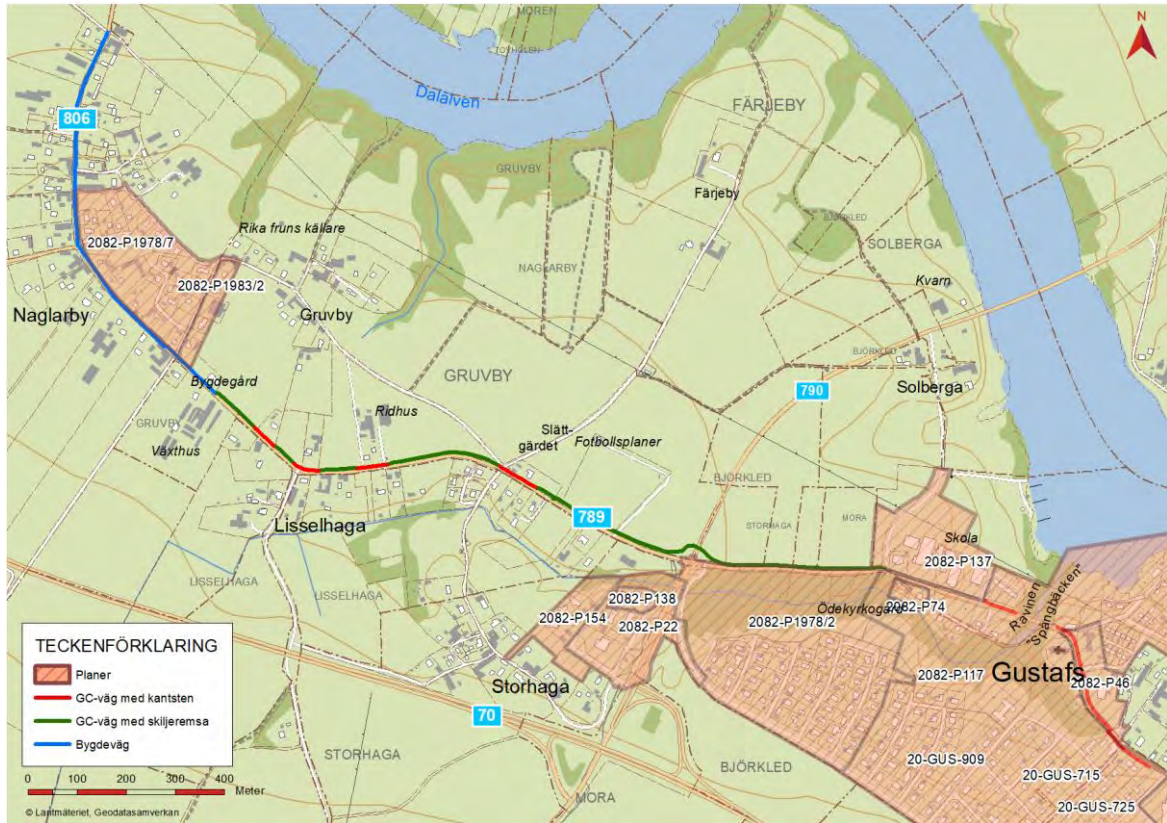 MOREN
TOVHOLEN
N
Dalälven
806
FÄRJEBY
GRUVBY
Färjeby
BJÖRKLED
SOLBERGA
Rika fruns källare
2082-P1978/7
NAGLARBY
2082-P1983/2
Kvarn
Naglarby
Gruvby
BJÖRKLED
GRUVBY
790
Solberga
Bygdegård
Ridhus
GRUVBY
Slätt-
gärdet
Fotbollsplaner
Växthus
BJÖRKLED
789
STORHAGA
MORA
Lisselhaga
Skola
2082-P137
LISSELHAGA
LISSELHAGA
2082-P138
Ödekyrkogård
2082-P74
Ravinen
"Spångbäcken"
2082-P154
2082-P22
2082-P1978/2
TECKENFÖRKLARING
Planer
GC-väg med kantsten
GC-väg med skiljeremsa
Bygdeväg
Storhaga
2082-P117
Gustafs
2082-P46
70
STORHAGA
BJÖRKLED
20-GUS-909
20-GUS-715
MORA
20-GUS-725
0 100 200 300 400
Meter
© Lantmäteriet, Geodatasamverkan